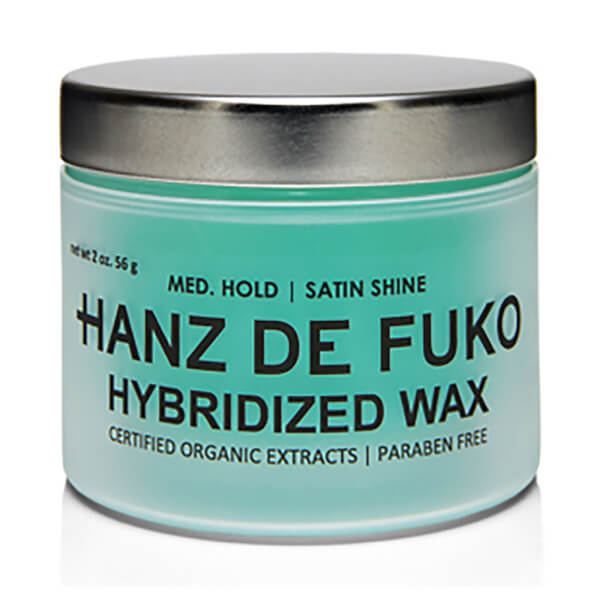 net wt 2 oz. 56 g
MED. HOLD | SATIN SHINE
HANZ DE FUKO
HYBRIDIZED WAX
CERTIFIED ORGANIC EXTRACTS | PARABEN FREE